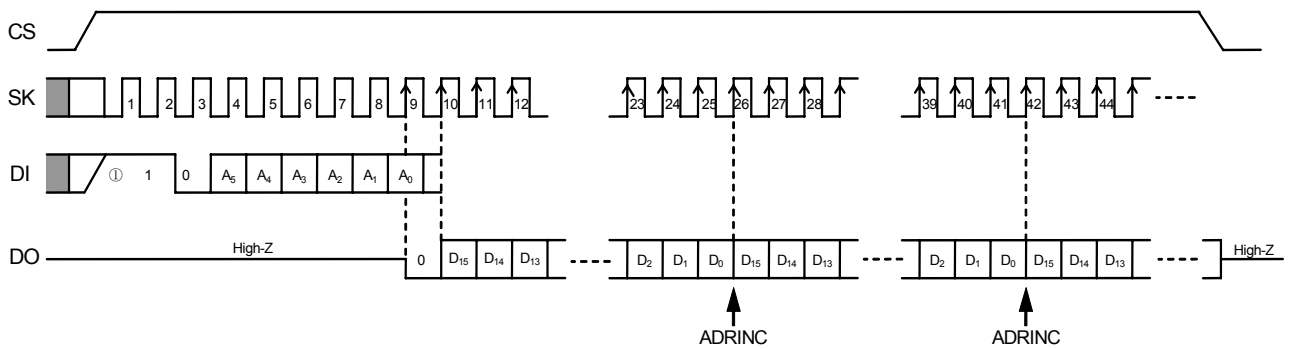 CS
SK 1 2 3 4 5 6 7 8 9 10 11 12 23 24 25 26 27 28 39 40 41 42 43 44
DI ① 1 0 A5 A4 A3 A2 A1 A0
High-Z
DO 0 D15 D14 D13 D2 D1 D0 D15 D14 D13 D2 D1 D0 D15 D14 D13 High-Z
ADRINC ADRINC